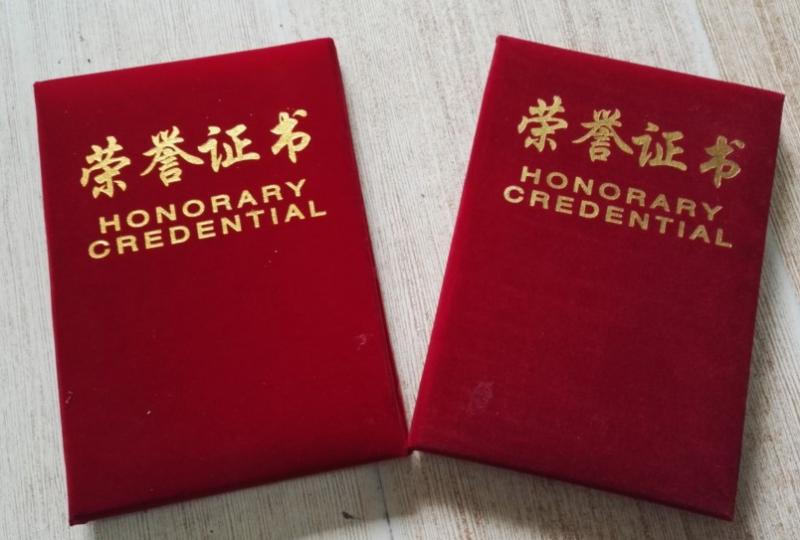 荣誉证书
HONORARY
CREDENTIAL
荣誉证书
HONORARY
CREDENTIAL